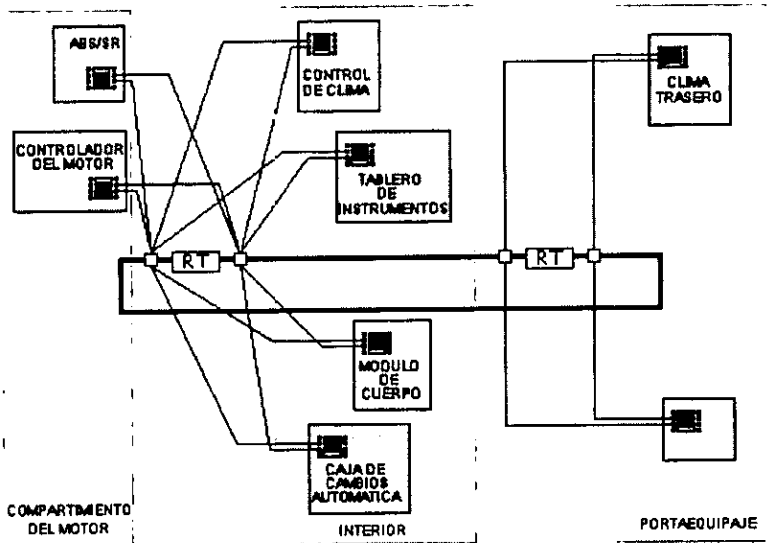 ABS/SR
CONTROLADOR
DEL MOTOR
CONTROL
DE CLIMA
TABLERO
DE
INSTRUMENTOS
CLIMA
TRASERO
RT
RT
MODULO
DE
CUERPO
CAJA DE
CAMBIOS
AUTOMATICA
COMPARTIMIENTO
DEL MOTOR
INTERIOR
PORTAEQUIPAJE